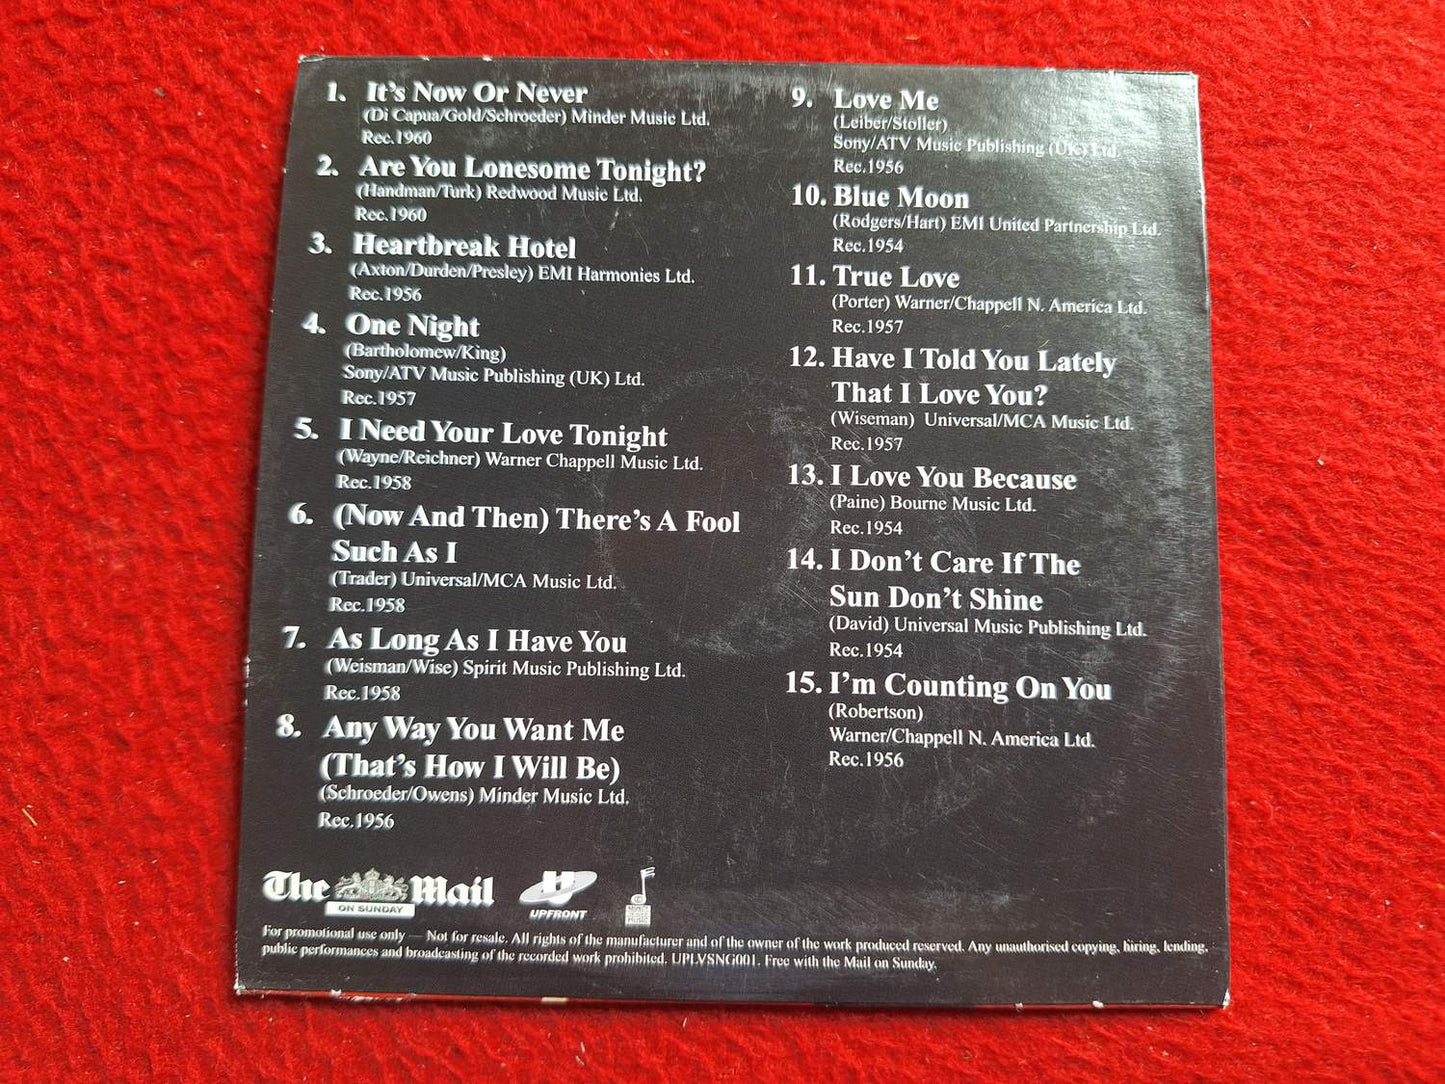 1. It's Now Or Never
(Di Capua/Gold/Schroeder) Minder Music Ltd.
Rec.1960
2. Are You Lonesome Tonight?
(Handman/Turk) Redwood Music Ltd.
Rec.1960
3. Heartbreak Hotel
(Axton/Durden/Presley) EMI Harmonies Ltd.
Rec.1956
4. One Night
(Bartholomew/King)
Sony/ATV Music Publishing (UK) Ltd.
Rec.1957
5. I Need Your Love Tonight
(Wayne/Reichner) Warner Chappell Music Ltd.
Rec.1958
6. (Now And Then) There's A Fool
Such As I
(Trader) Universal/MCA Music Ltd.
Rec.1958
7. As Long As I Have You
(Weisman/Wise) Spirit Music Publishing Ltd.
Rec.1958
8. Any Way You Want Me
(That's How I Will Be)
(Schroeder/Owens) Minder Music Ltd.
Rec.1956
9. Love Me
(Leiber/Stoller)
Sony/ATV Music Publishing (UK) Ltd.
Rec.1956
10. Blue Moon
(Rodgers/Hart) EMI United Partnership Ltd.
Rec.1954
11. True Love
(Porter) Warner/Chappell N. America Ltd.
Rec.1957
12. Have I Told You Lately
That I Love You?
(Wiseman) Universal/MCA Music Ltd.
Rec.1957
13. I Love You Because
(Paine) Bourne Music Ltd.
Rec.1954
14. I Don't Care If The
Sun Don't Shine
(David) Universal Music Publishing Ltd.
Rec.1954
15. I'm Counting On You
(Robertson)
Warner/Chappell N. America Ltd.
Rec.1956
The Mail
ON SUNDAY
UPFRONT
For promotional use only — Not for resale. All rights of the manufacturer and of the owner of the work produced reserved. Any unauthorised copying, hiring, lending,
public performances and broadcasting of the recorded work prohibited. UPLVSNG001. Free with the Mail on Sunday.